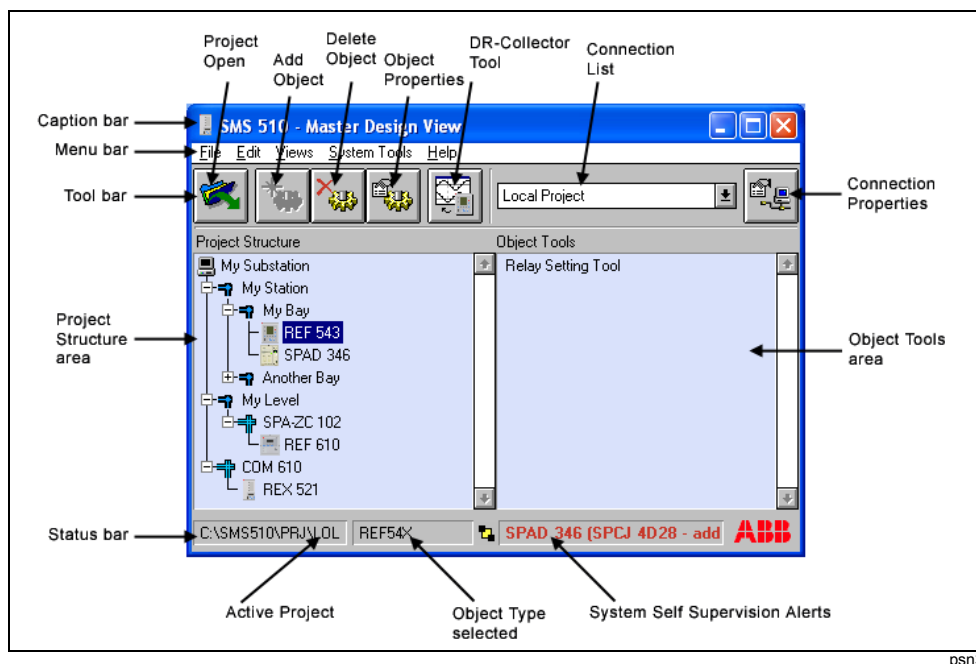 Project
Open
Add
Object
Delete
Object
Object
Properties
DR-Collector
Tool
Connection
List
Caption bar
SMS 510 - Master Design View
Menu bar
File Edit Views System Tools Help
Tool bar
Local Project
Connection
Properties
Project Structure
Object Tools
My Substation
Relay Setting Tool
My Station
My Bay
REF 543
SPAD 346
Another Bay
My Level
SPA-ZC 102
REF 610
COM 610
REX 521
Project
Structure
area
Object Tools
area
Status bar
C:\SMS510\PRJ\LOL
REF54X
SPAD 346 (SPCJ 4D28 - add
ABB
Active Project
Object Type
selected
System Self Supervision Alerts